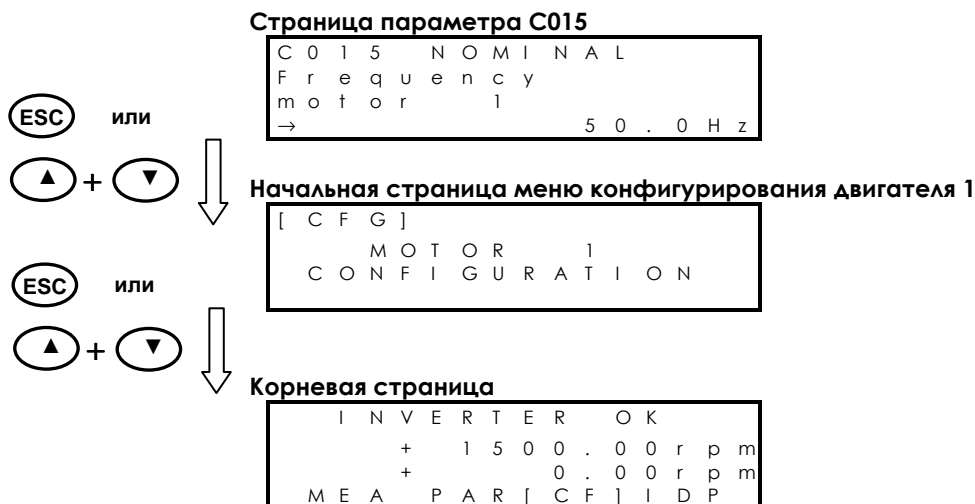 Страница параметра C015
C015 NOMINAL
Frequency
motor 1
→ 50.0Hz
ESC или
▲ + ▼
Начальная страница меню конфигурирования двигателя 1
[CFG]
MOTOR 1
CONFIGURATION
ESC или
▲ + ▼
Корневая страница
INVERTER OK
+ 1500.00rpm
+ 0.00rpm
MEA PAR[CF]IDP